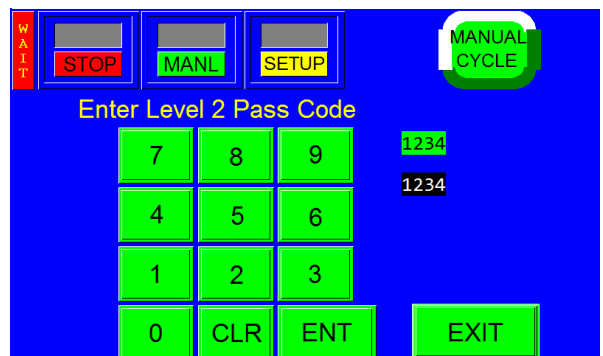 WAIT
STOP
MANL
SETUP
MANUAL
CYCLE
Enter Level 2 Pass Code
7 8 9
1234
1234
4 5 6
1 2 3
0 CLR ENT
EXIT